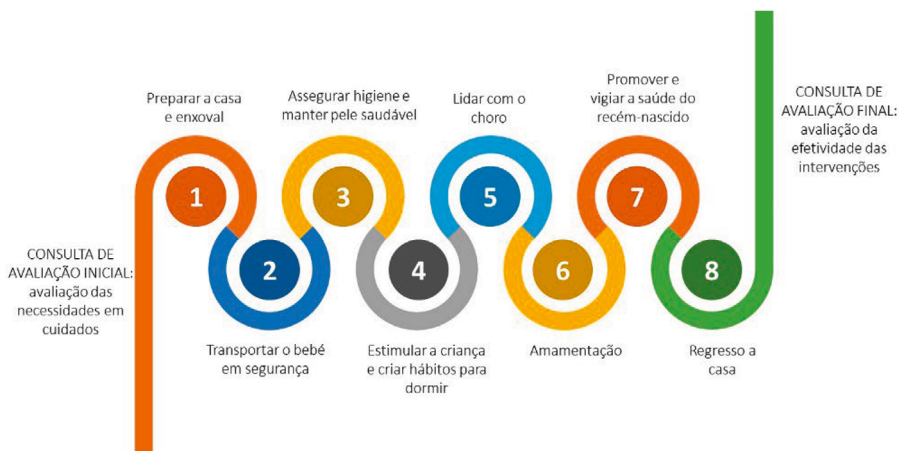 CONSULTA DE
AVALIAÇÃO INICIAL:
avaliação das
necessidades em
cuidados
Preparar a casa
e enxoval
1
2
Transportar o bebé
em segurança
Assegurar higiene e
manter pele saudável
3
4
Estimular a criança
e criar hábitos para
dormir
Lidar com o
choro
5
6
Amamentação
Promover e
vigiar a saúde do
recém-nascido
7
8
Regresso a
casa
CONSULTA DE
AVALIAÇÃO FINAL:
avaliação da
efetividade das
intervenções